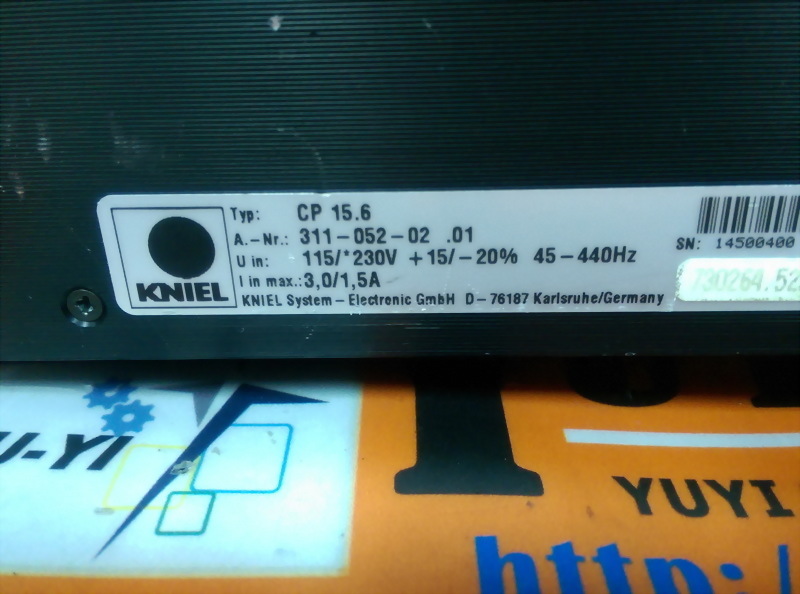 Typ: CP 15.6
A.-Nr.: 311-052-02 .01
U in: 115/*230V +15/-20% 45-440Hz
I in max.: 3,0/1,5A
KNIEL
KNIEL System-Electronic GmbH D-76187 Karlsruhe/Germany
SN: 14500400
730264.52
U-YI
YUYI
http:/